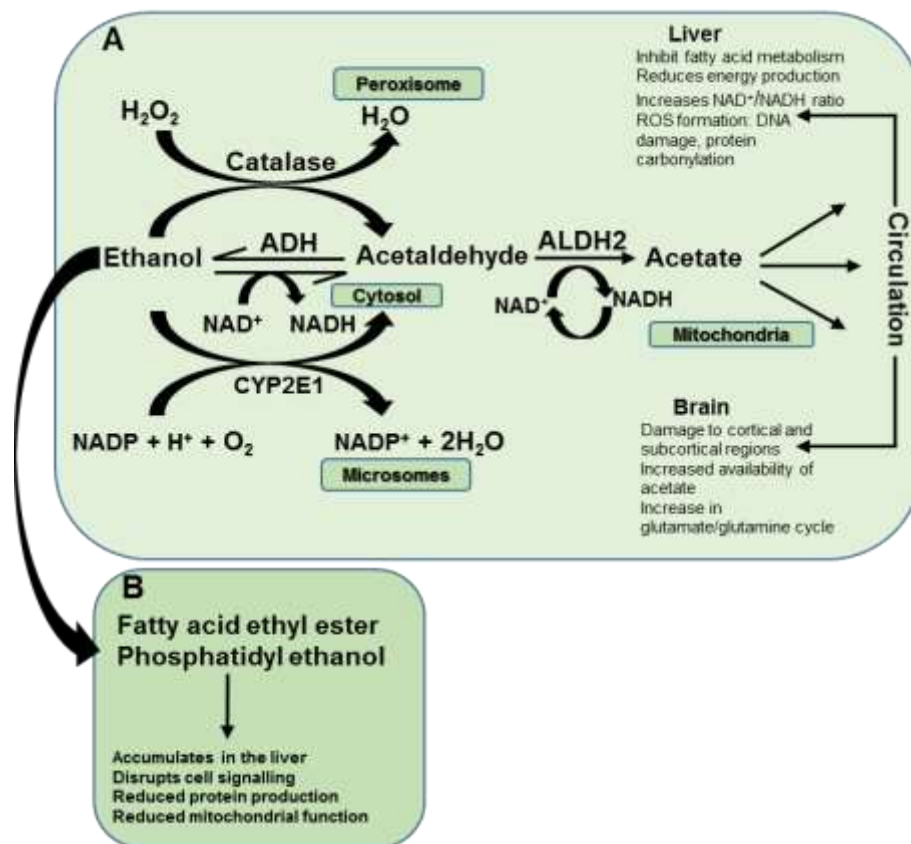 A
Liver
Inhibit fatty acid metabolism
Reduces energy production
Increases NAD⁺/NADH ratio
ROS formation: DNA
damage, protein
carbonylation
Peroxisome
H₂O₂
H₂O
Catalase
Ethanol
ADH
Acetaldehyde
ALDH2
Acetate
Circulation
Cytosol
NAD⁺
NADH
NAD⁺
NADH
Mitochondria
CYP2E1
NADP + H⁺ + O₂
NADP⁺ + 2H₂O
Microsomes
Brain
Damage to cortical and
subcortical regions
Increased availability of
acetate
Increase in
glutamate/glutamine cycle
B
Fatty acid ethyl ester
Phosphatidyl ethanol
Accumulates in the liver
Disrupts cell signalling
Reduced protein production
Reduced mitochondrial function